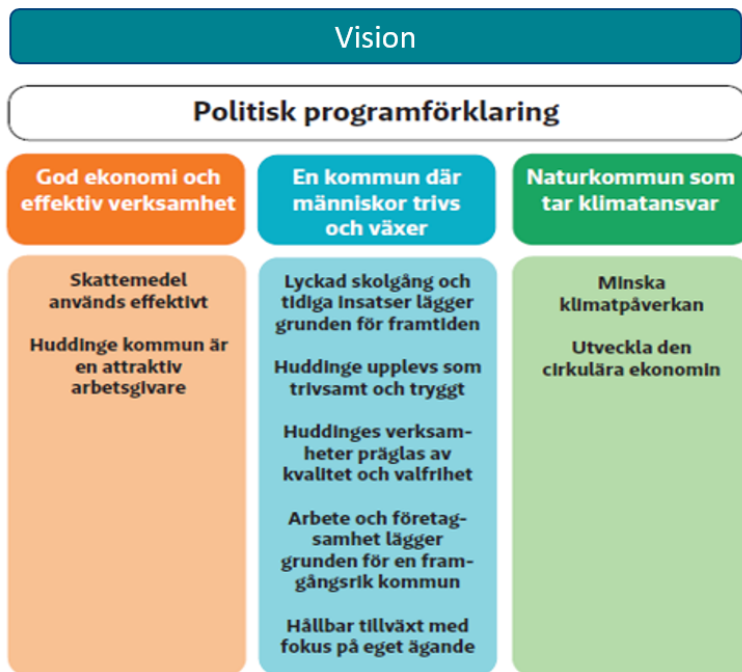 Vision
Politisk programförklaring
God ekonomi och
effektiv verksamhet
Skattemedel
används effektivt
Huddinge kommun är
en attraktiv
arbetsgivare
En kommun där
människor trivs
och växer
Lyckad skolgång och
tidiga insatser lägger
grunden för framtiden
Huddinge upplevs som
trivsamt och tryggt
Huddinges verksam-
heter präglas av
kvalitet och valfrihet
Arbete och företag-
samhet lägger
grunden för en fram-
gångsrik kommun
Hållbar tillväxt med
fokus på eget ägande
Naturkommun som
tar klimatansvar
Minska
klimatpåverkan
Utveckla den
cirkulära ekonomin